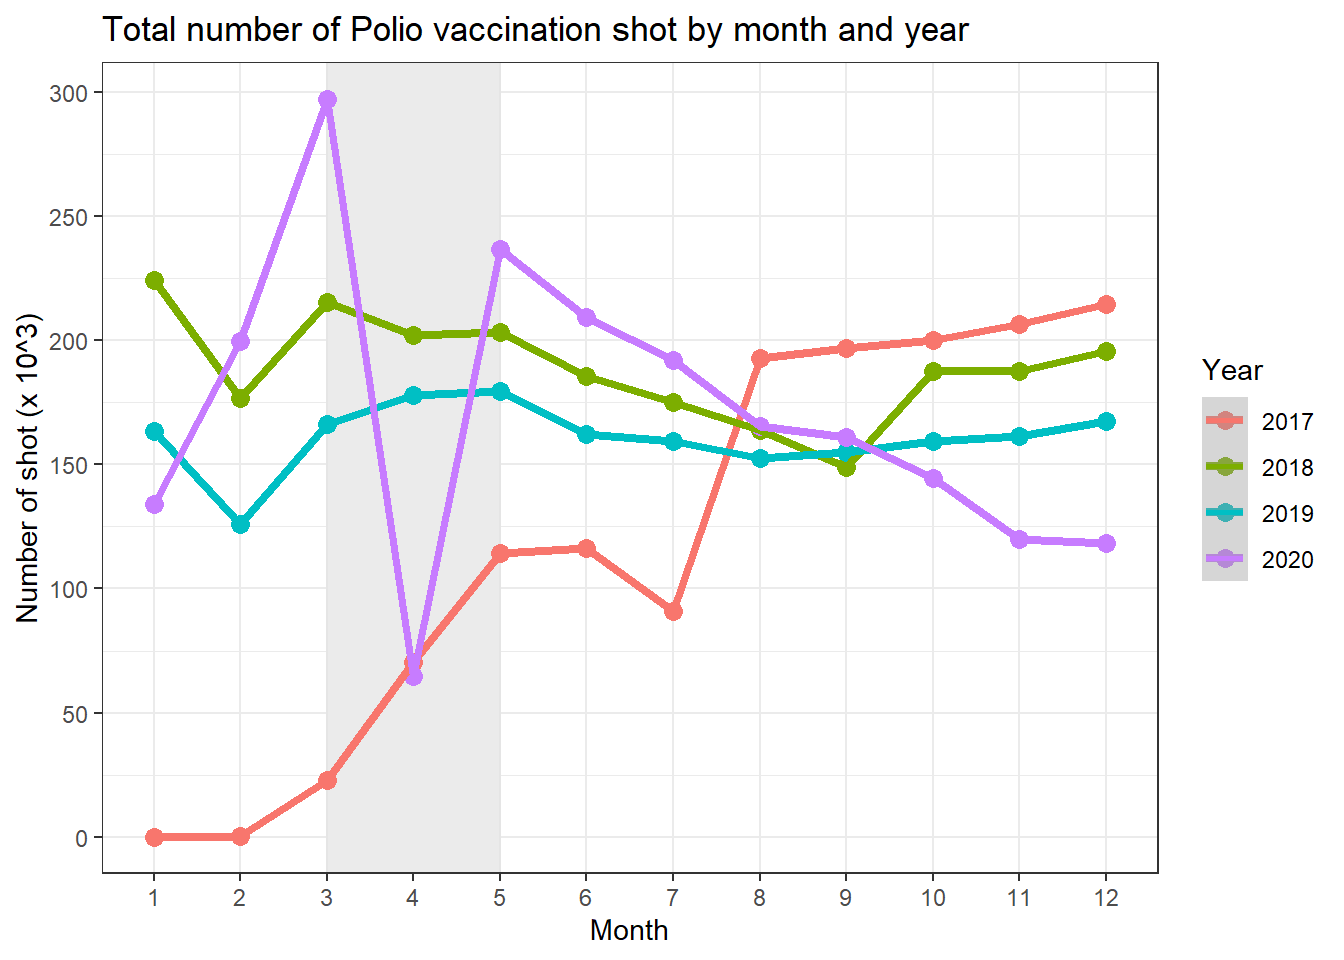 Total number of Polio vaccination shot by month and year
Number of shot (x 10^3)
300
250
200
150
100
50
0
1 2 3 4 5 6 7 8 9 10 11 12
Month
Year
2017
2018
2019
2020